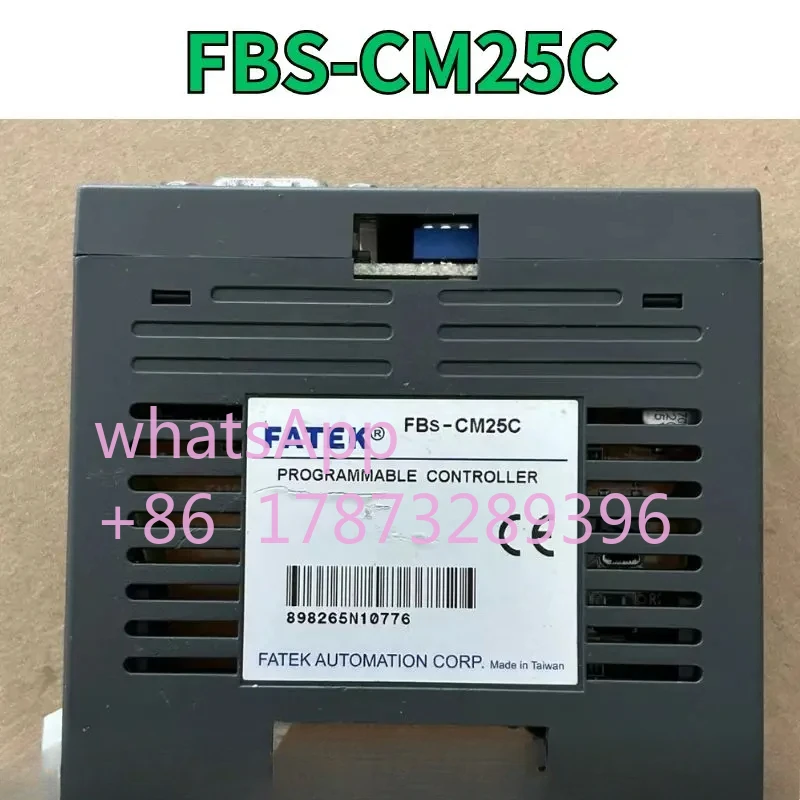 FBS-CM25C
FATEK® FBs-CM25C
whatsApp
PROGRAMMABLE CONTROLLER
+86 17873289396
CE
898265N10776
FATEK AUTOMATION CORP. Made in Taiwan